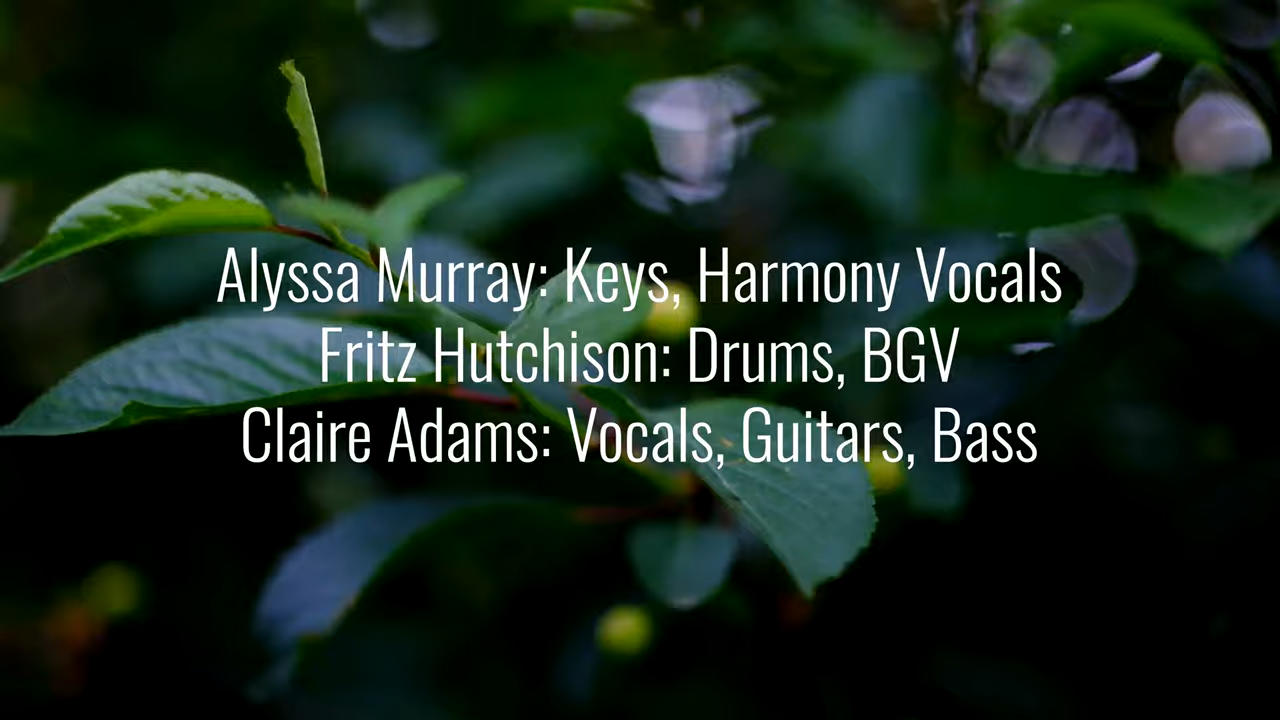 Alyssa Murray: Keys, Harmony Vocals
Fritz Hutchison: Drums, BGV
Claire Adams: Vocals, Guitars, Bass